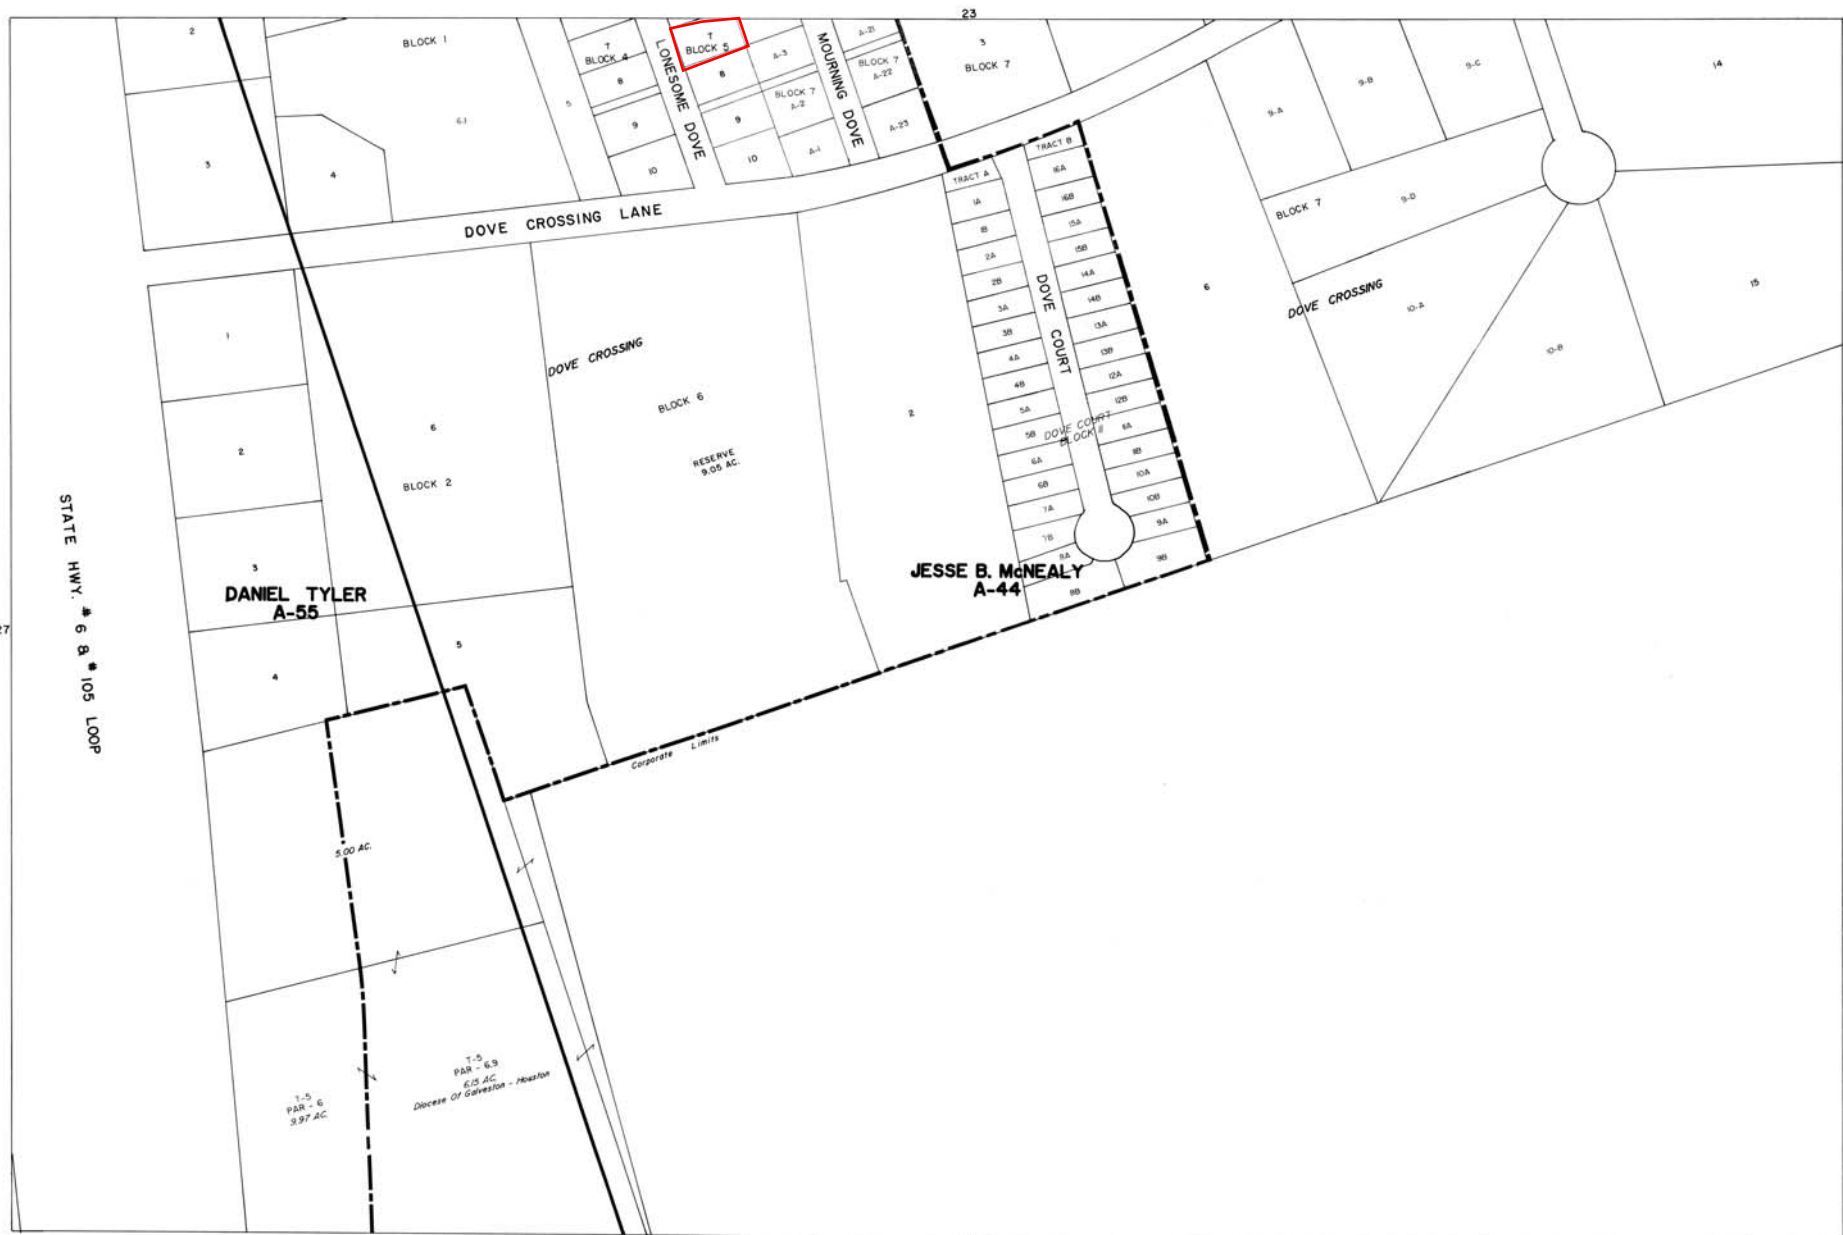 23
2
BLOCK 1
7
BLOCK 4
8
9
10
5
6.1
3
4
LONESOME DOVE
7
BLOCK 5
8
9
10
A-3
BLOCK 7
A-2
A-1
MOURNING DOVE
A-21
BLOCK 7
A-22
A-23
3
BLOCK 7
9-A
9-B
9-C
14
BLOCK 7
9-D
DOVE CROSSING LANE
TRACT A
1A
1B
2A
2B
3A
3B
4A
4B
5A
5B
6A
6B
7A
7B
8A
8B
TRACT B
16A
16B
15A
15B
14A
14B
13A
13B
12A
12B
11A
11B
10A
10B
9A
9B
DOVE COURT
DOVE COURT
BLOCK 11
6
DOVE CROSSING
10-A
10-B
15
1
2
3
4
6
BLOCK 2
5
DOVE CROSSING
BLOCK 6
RESERVE
9.05 AC.
2
STATE HWY. # 6 & # 105 LOOP
27
DANIEL TYLER
A-55
JESSE B. McNEALY
A-44
Corporate Limits
5.00 AC.
T-5
PAR - 6
9.97 AC.
T-5
PAR - 6.9
6.15 AC.
Diocese Of Galveston - Houston